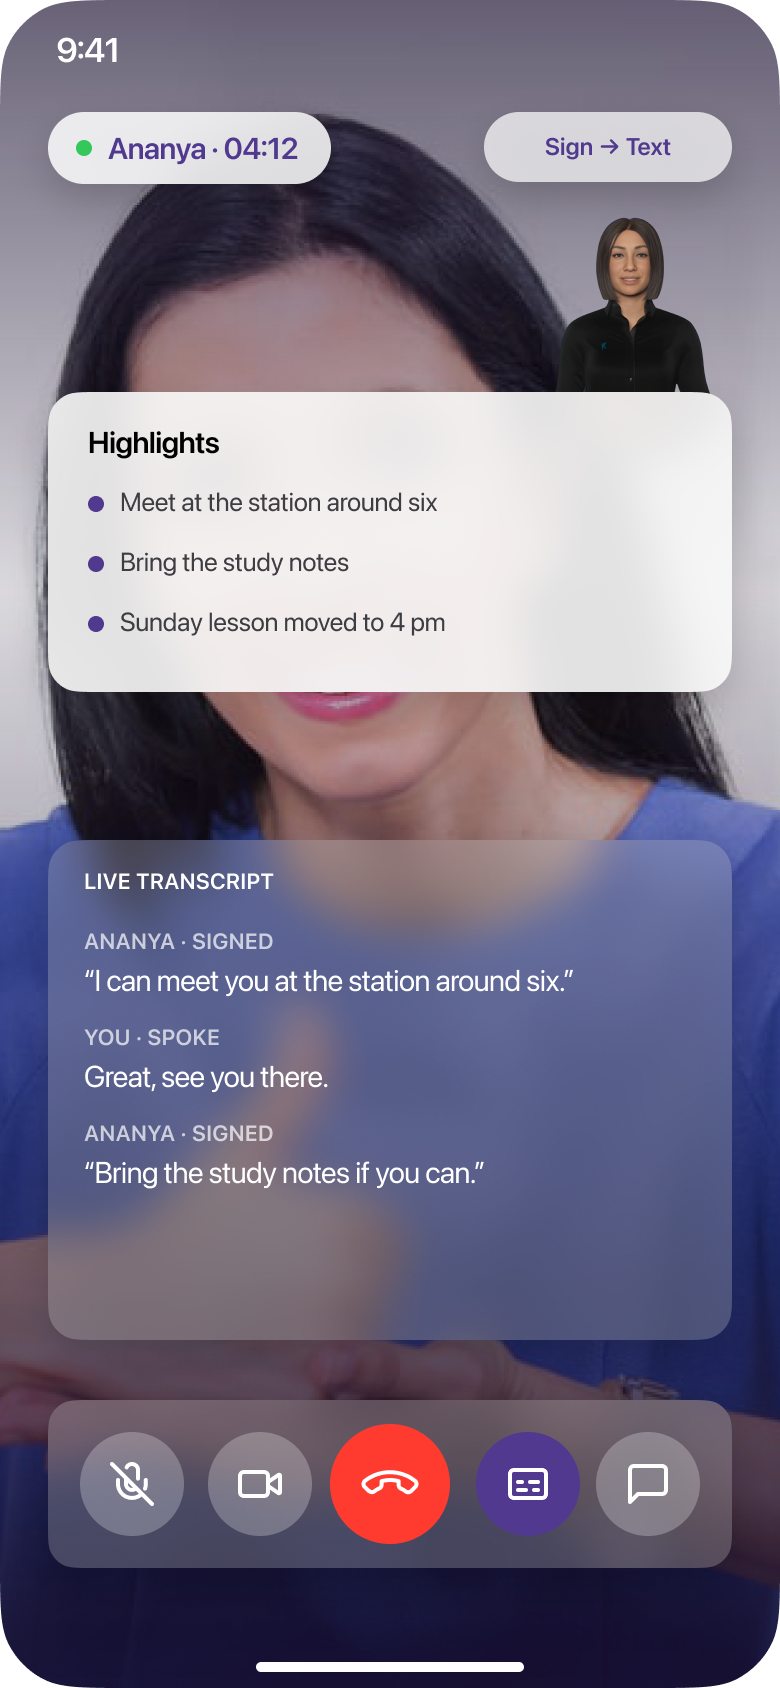 9:41
Ananya · 04:12
Sign → Text
Highlights
Meet at the station around six
Bring the study notes
Sunday lesson moved to 4 pm
LIVE TRANSCRIPT
ANANYA · SIGNED
“I can meet you at the station around six.”
YOU · SPOKE
Great, see you there.
ANANYA · SIGNED
“Bring the study notes if you can.”